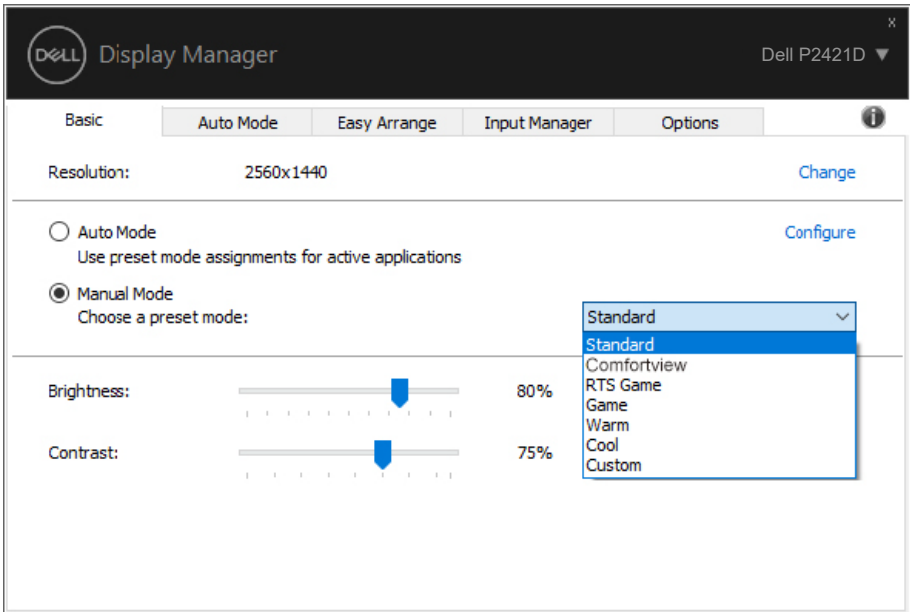 x
DELL Display Manager
Dell P2421D ▼
Basic Auto Mode Easy Arrange Input Manager Options i
Resolution: 2560x1440 Change
Auto Mode Configure
Use preset mode assignments for active applications
Manual Mode
Choose a preset mode: Standard
Standard
Comfortview
RTS Game
Game
Warm
Cool
Custom
Brightness: 80%
Contrast: 75%